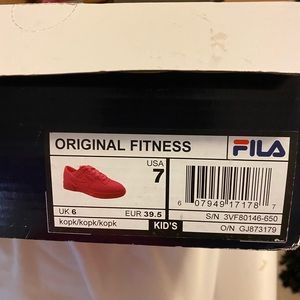 ORIGINAL FITNESS
FILA
USA
7
6 07949 17178 7
UK 6
EUR 39.5
S/N 3VF80146-650
kopk/kopk/kopk
KID'S
O/N GJ873179